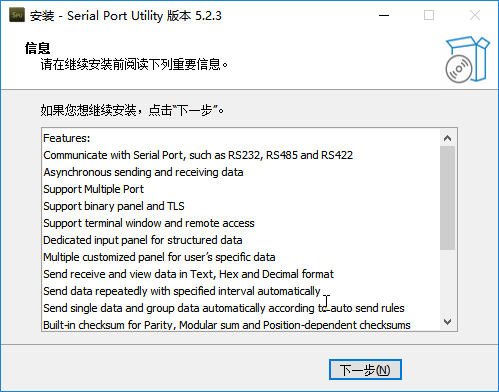 安装 - Serial Port Utility 版本 5.2.3
信息
请在继续安装前阅读下列重要信息。
如果您想继续安装，点击“下一步”。
Features:
Communicate with Serial Port, such as RS232, RS485 and RS422
Asynchronous sending and receiving data
Support Multiple Port
Support binary panel and TLS
Support terminal window and remote access
Dedicated input panel for structured data
Multiple customized panel for user's specific data
Send receive and view data in Text, Hex and Decimal format
Send data repeatedly with specified interval automatically
Send single data and group data automatically according to auto send rules
Built-in checksum for Parity, Modular sum and Position-dependent checksums
下一步(N)